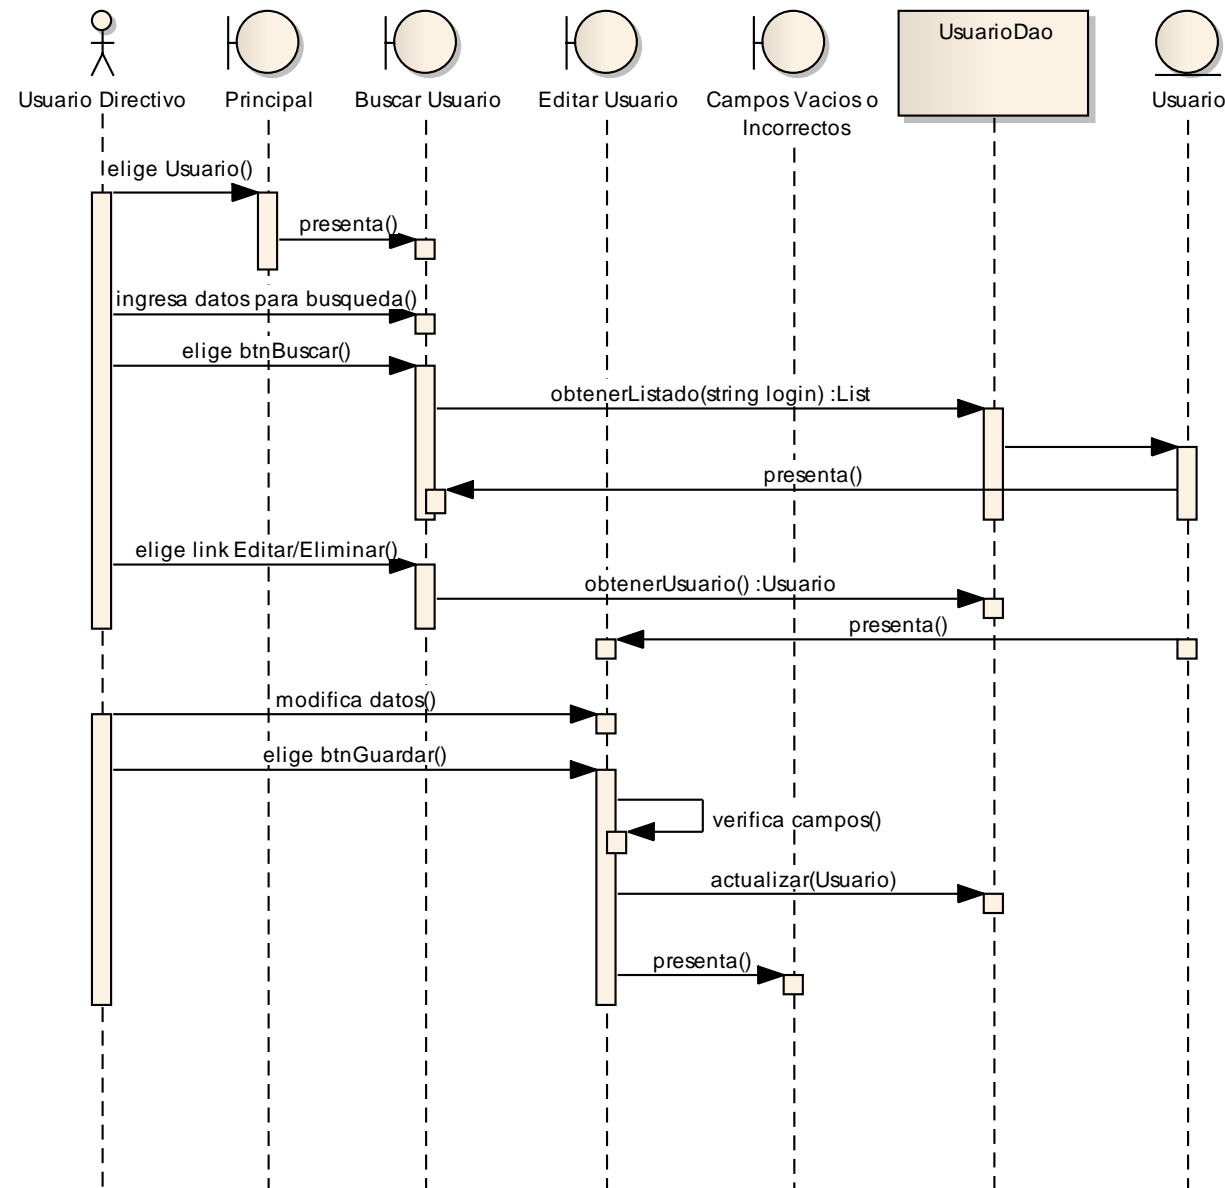 UsuarioDao
Usuario Directivo
Principal
Buscar Usuario
Editar Usuario
Campos Vacios o
Incorrectos
Usuario
elige Usuario()
presenta()
ingresa datos para busqueda()
elige btnBuscar()
obtenerListado(string login) :List
presenta()
elige link Editar/Eliminar()
obtenerUsuario() :Usuario
presenta()
modifica datos()
elige btnGuardar()
verifica campos()
actualizar(Usuario)
presenta()